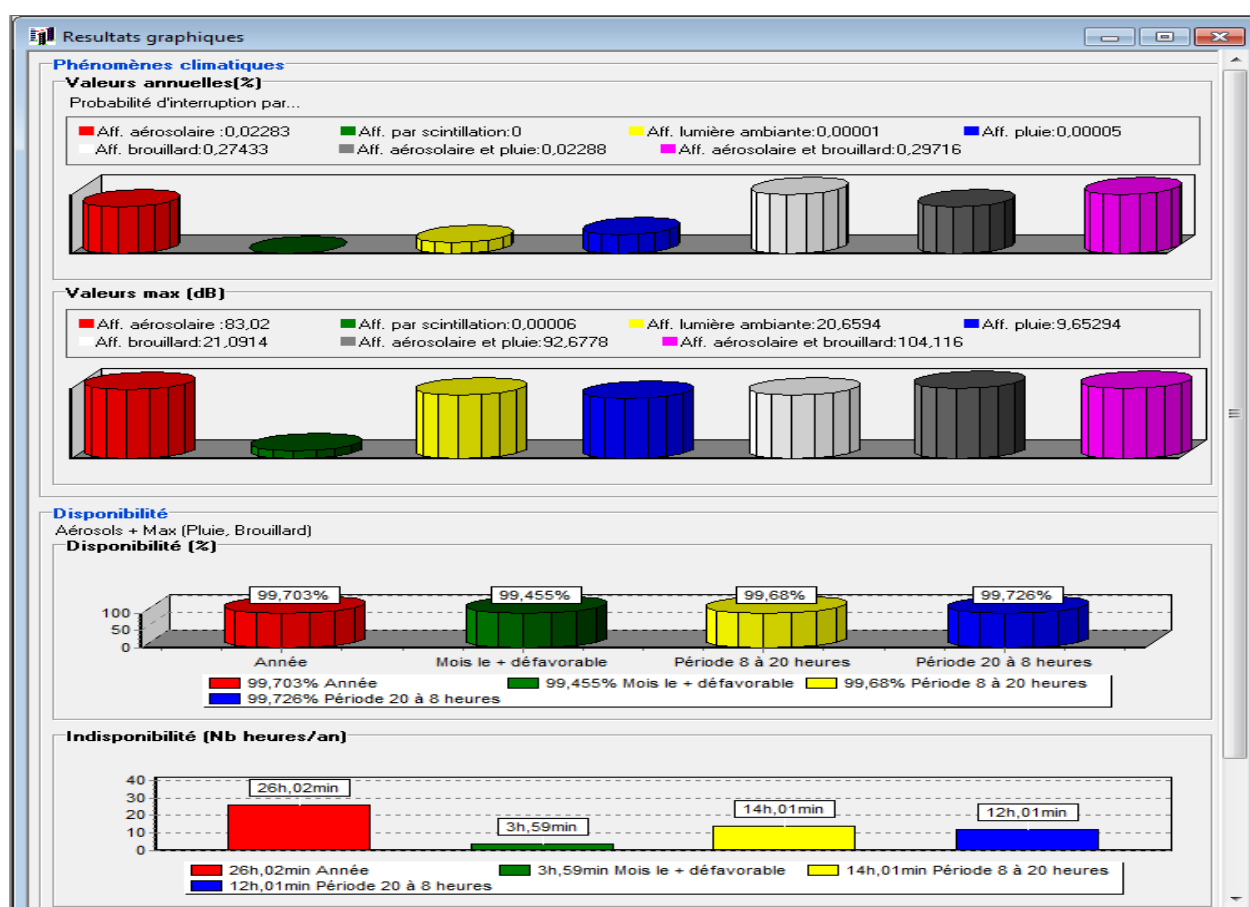 Resultats graphiques
Phénomènes climatiques
Valeurs annuelles(%)
Probabilité d'interruption par...
Aff. aérosolaire :0,02283 Aff. par scintillation:0 Aff. lumière ambiante:0,00001 Aff. pluie:0,00005
Aff. brouillard:0,27433 Aff. aérosolaire et pluie:0,02288 Aff. aérosolaire et brouillard:0,29716
Valeurs max (dB)
Aff. aérosolaire :83,02 Aff. par scintillation:0,00006 Aff. lumière ambiante:20,6594 Aff. pluie:9,65294
Aff. brouillard:21,0914 Aff. aérosolaire et pluie:92,6778 Aff. aérosolaire et brouillard:104,116
Disponibilité
Aérosols + Max (Pluie, Brouillard)
Disponibilité (%)
99,703% 99,455% 99,68% 99,726%
100
50
0
Année Mois le + défavorable Période 8 à 20 heures Période 20 à 8 heures
99,703% Année 99,455% Mois le + défavorable 99,68% Période 8 à 20 heures
99,726% Période 20 à 8 heures
Indisponibilité (Nb heures/an)
40
30
20
10
0
26h,02min 3h,59min 14h,01min 12h,01min
26h,02min Année 3h,59min Mois le + défavorable 14h,01min Période 8 à 20 heures
12h,01min Période 20 à 8 heures